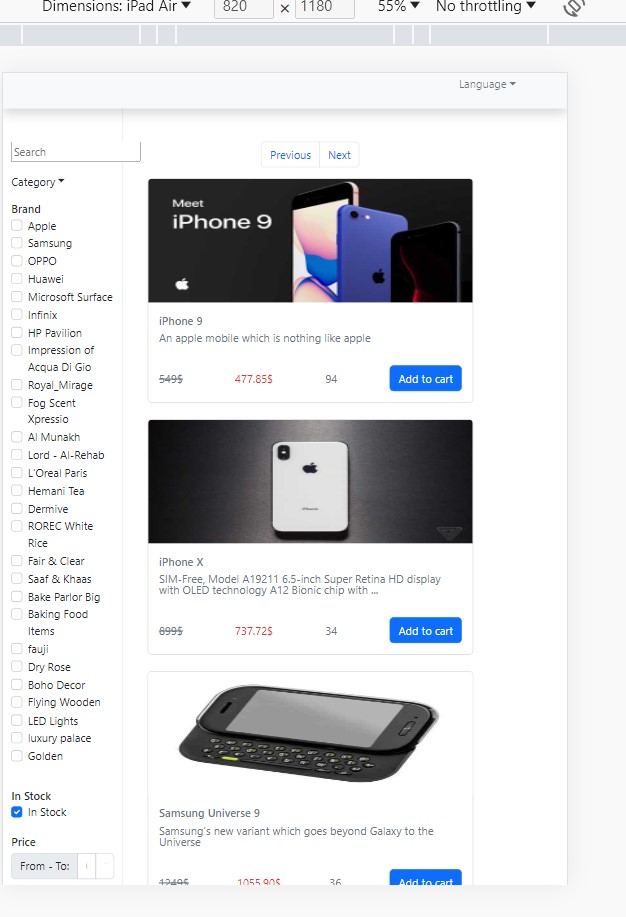 Dimensions: iPad Air ▼ 820 × 1180 55% ▼ No throttling ▼
Language
Search
Previous Next
Category
Brand
Apple
Samsung
OPPO
Huawei
Microsoft Surface
Infinix
HP Pavilion
Impression of
Acqua Di Gio
Royal_Mirage
Fog Scent
Xpressio
Al Munakh
Lord - Al-Rehab
L'Oreal Paris
Hemani Tea
Dermive
ROREC White
Rice
Fair & Clear
Saaf & Khaas
Bake Parlor Big
Baking Food
Items
fauji
Dry Rose
Boho Decor
Flying Wooden
LED Lights
luxury palace
Golden
In Stock
In Stock
Price
From - To:
Meet
iPhone 9
iPhone 9
An apple mobile which is nothing like apple
549$ 477.85$ 94 Add to cart
iPhone X
SIM-Free, Model A19211 6.5-inch Super Retina HD display
with OLED technology A12 Bionic chip with ...
899$ 737.72$ 34 Add to cart
Samsung Universe 9
Samsung's new variant which goes beyond Galaxy to the
Universe
1249$ 1055.90$ 36 Add to cart